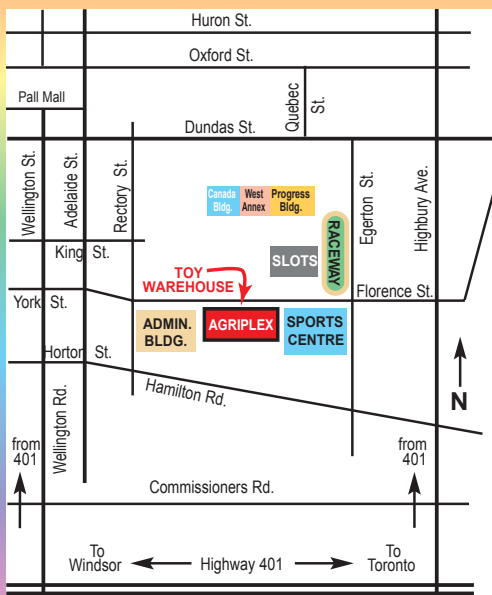 Huron St.
Oxford St.
Pall Mall
Quebec
St.
Dundas St.
Wellington St.
Adelaide St.
Rectory St.
Egerton St.
Highbury Ave.
Canada
Bldg.
West
Annex
Progress
Bldg.
RACEWAY
King St.
SLOTS
TOY
WAREHOUSE
York St.
Florence St.
ADMIN.
BLDG.
AGRIPLEX
SPORTS
CENTRE
Horton St.
Hamilton Rd.
N
Wellington Rd.
from
401
from
401
Commissioners Rd.
To
Windsor
Highway 401
To
Toronto